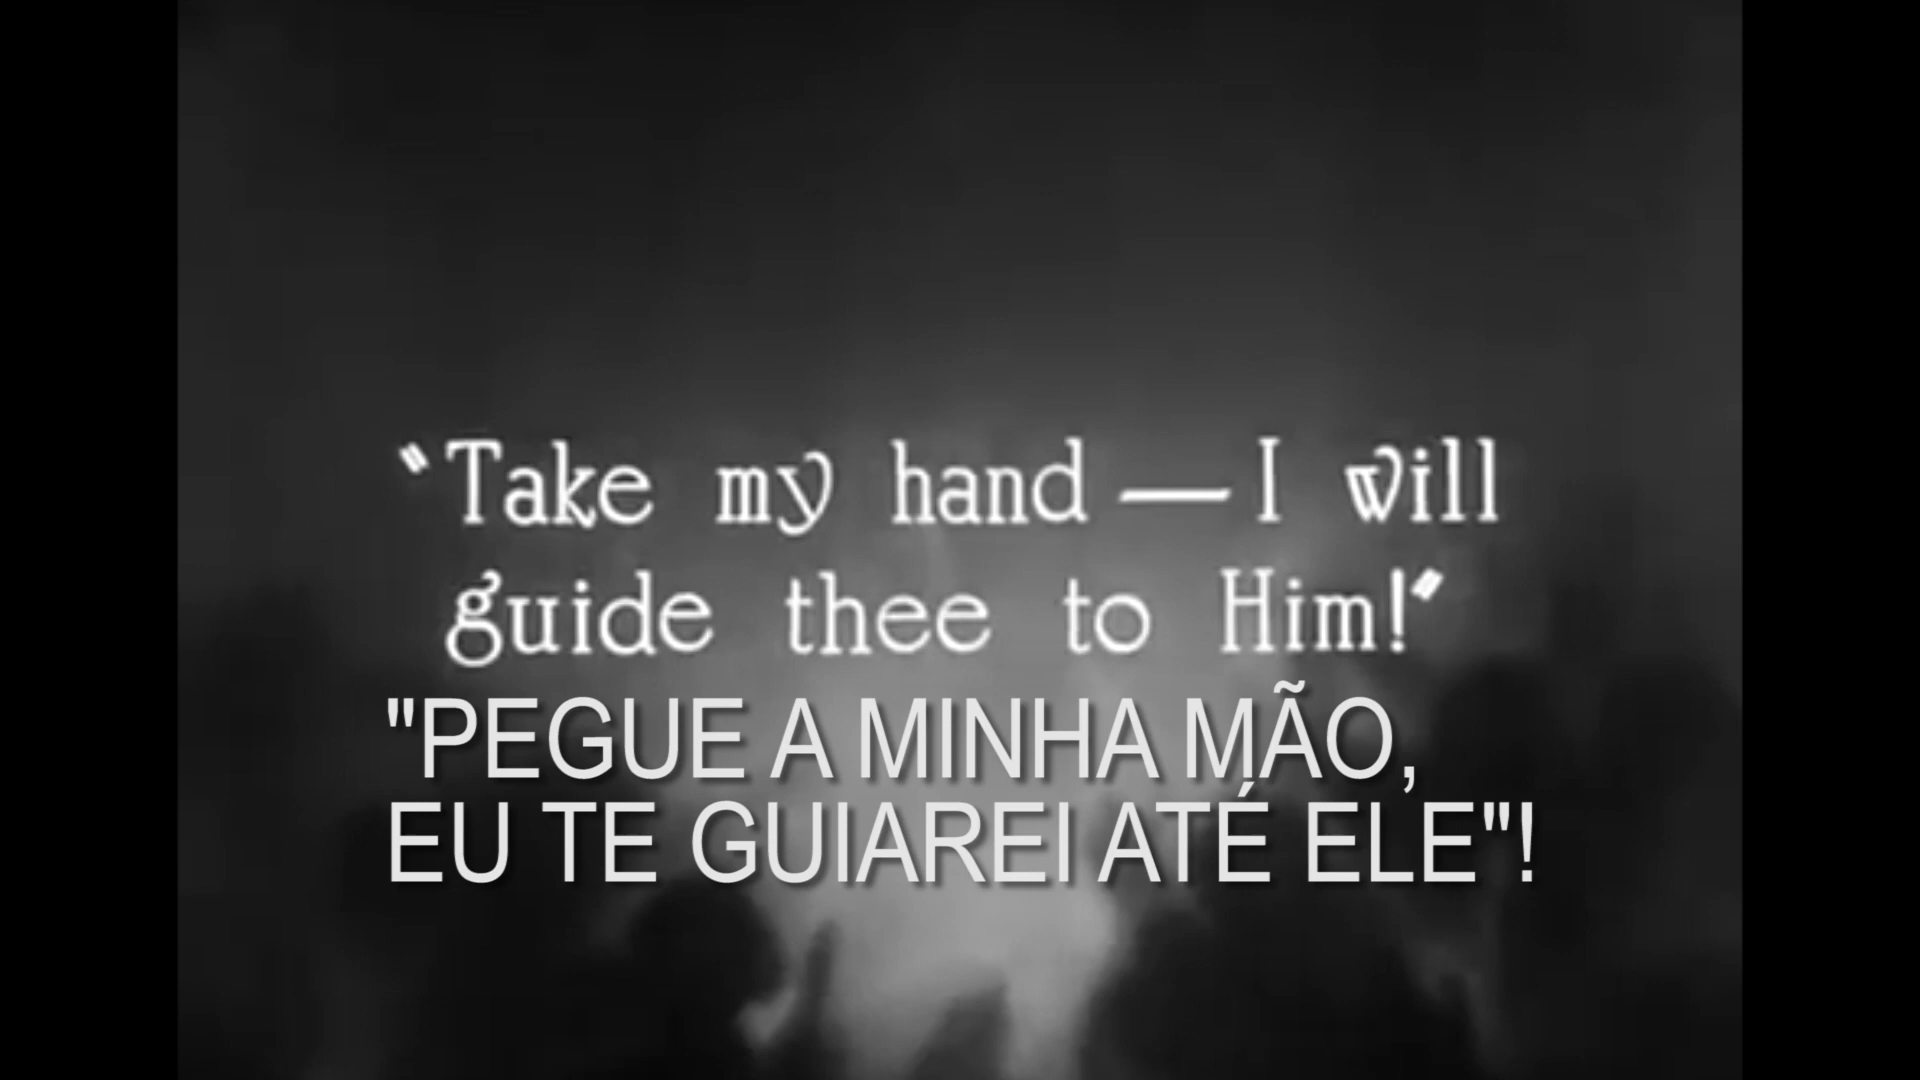 “Take my hand — I will
guide thee to Him!”
"PEGUE A MINHA MÃO,
EU TE GUIAREI ATÉ ELE"!